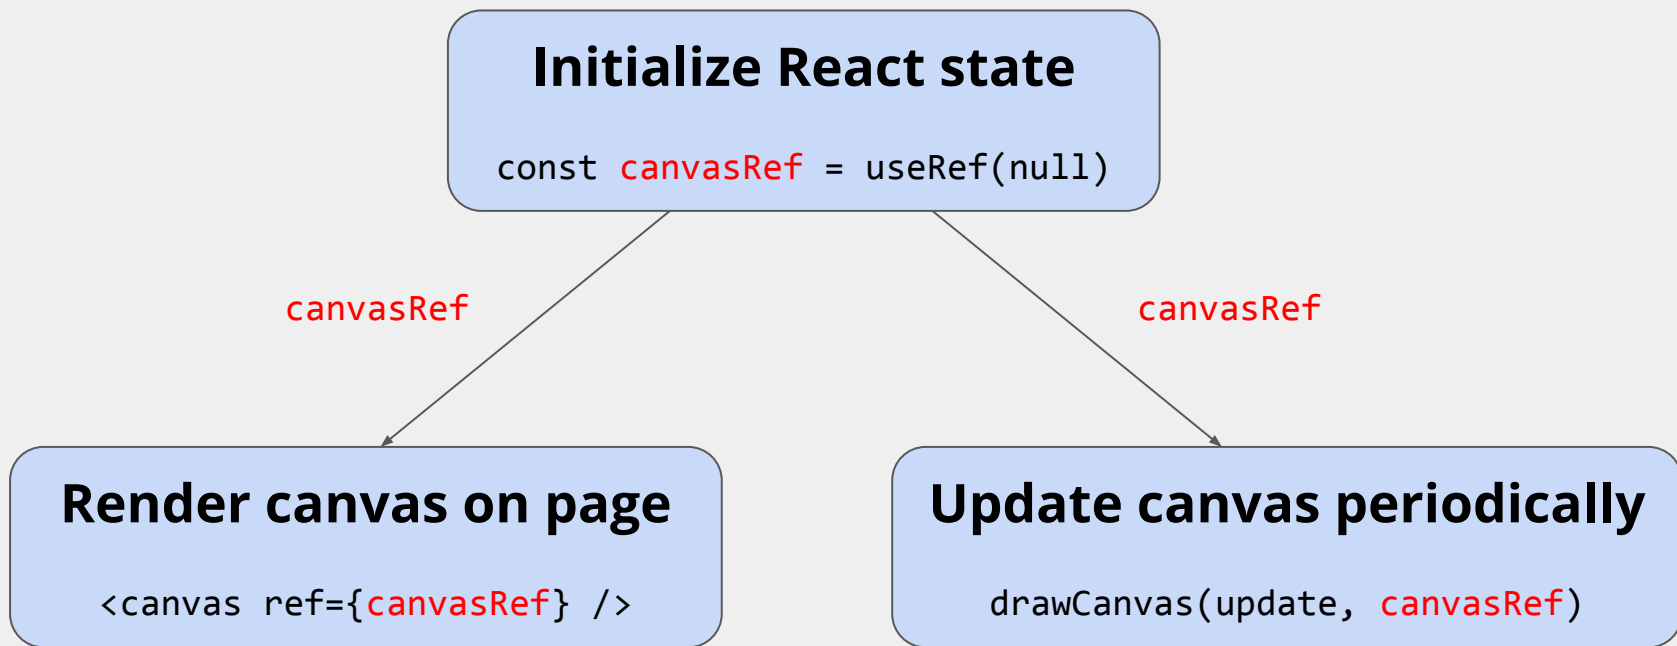 Initialize React state
const canvasRef = useRef(null)
canvasRef
canvasRef
Render canvas on page
<canvas ref={canvasRef} />
Update canvas periodically
drawCanvas(update, canvasRef)